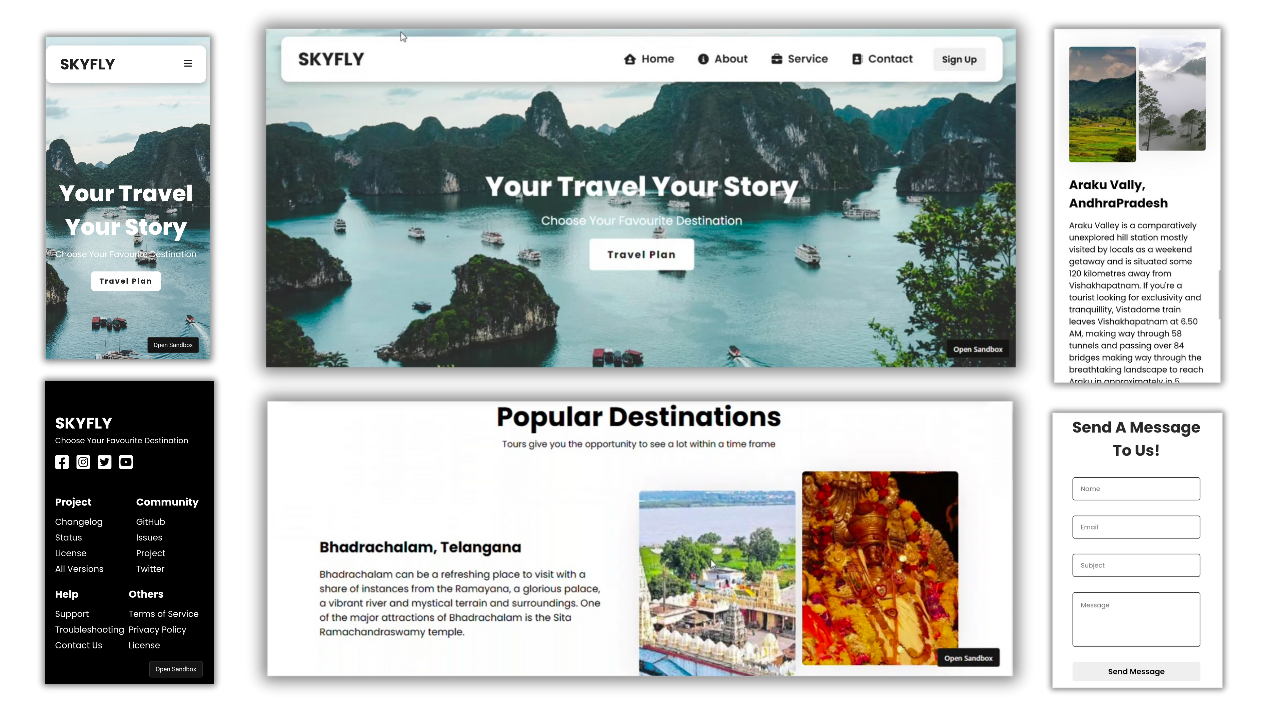 SKYFLY
Your Travel
Your Story
Choose Your Favourite Destination
Travel Plan
Open Sandbox
SKYFLY
Home About Service Contact Sign Up
Your Travel Your Story
Choose Your Favourite Destination
Travel Plan
Open Sandbox
Araku Vally,
AndhraPradesh
Araku Valley is a comparatively
unexplored hill station mostly
visited by locals as a weekend
getaway and is situated some
120 kilometres away from
Vishakhapatnam. If you're a
tourist looking for exclusivity and
tranquility, Vistadome train
leaves Vishakhapatnam at 6.50
AM, making way through 58
tunnels and passing over 84
bridges making way through the
breathtaking landscape to reach
Araku in approximately in 5
SKYFLY
Choose Your Favourite Destination
Project Community
Changelog GitHub
Status Issues
License Project
All Versions Twitter
Help Others
Support Terms of Service
Troubleshooting Privacy Policy
Contact Us License
Open Sandbox
Popular Destinations
Tours give you the opportunity to see a lot within a time frame
Bhadrachalam, Telangana
Bhadrachalam can be a refreshing place to visit with a
share of instances from the Ramayana, a glorious palace,
a vibrant river and mystical terrain and surroundings. One
of the major attractions of Bhadrachalam is the Sita
Ramachandraswamy temple.
Open Sandbox
Send A Message
To Us!
Name
Email
Subject
Message
Send Message